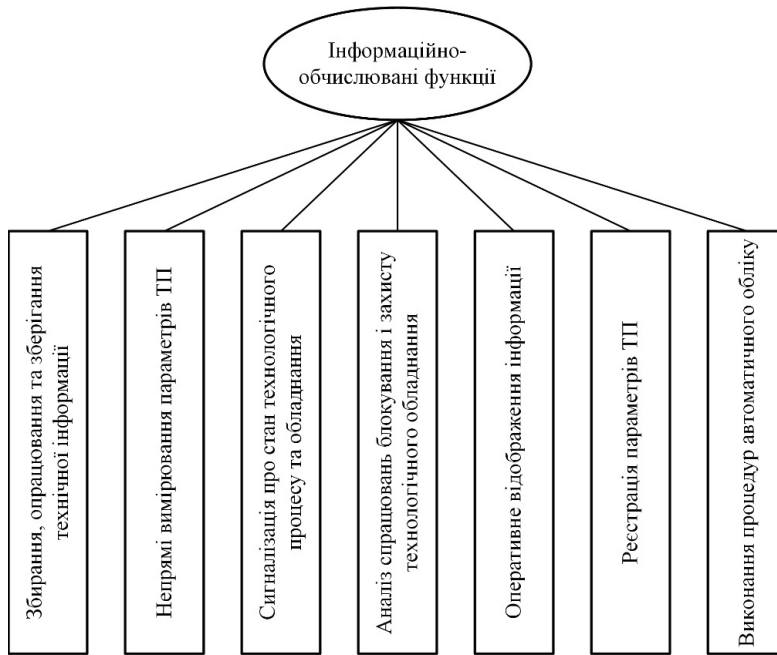 Інформаційно-
обчислювані функції
Збирання, опрацювання та зберігання
технічної інформації
Непрямі вимірювання параметрів ТП
Сигналізація про стан технологічного
процесу та обладнання
Аналіз спрацювань блокування і захисту
технологічного обладнання
Оперативне відображення інформації
Реєстрація параметрів ТП
Виконання процедур автоматичного обліку